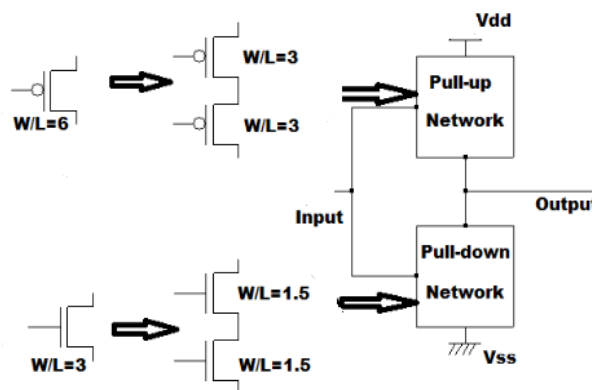 Vdd
W/L=3
W/L=6
W/L=3
Pull-up
Network
Input
Output
W/L=1.5
W/L=3
W/L=1.5
Pull-down
Network
Vss